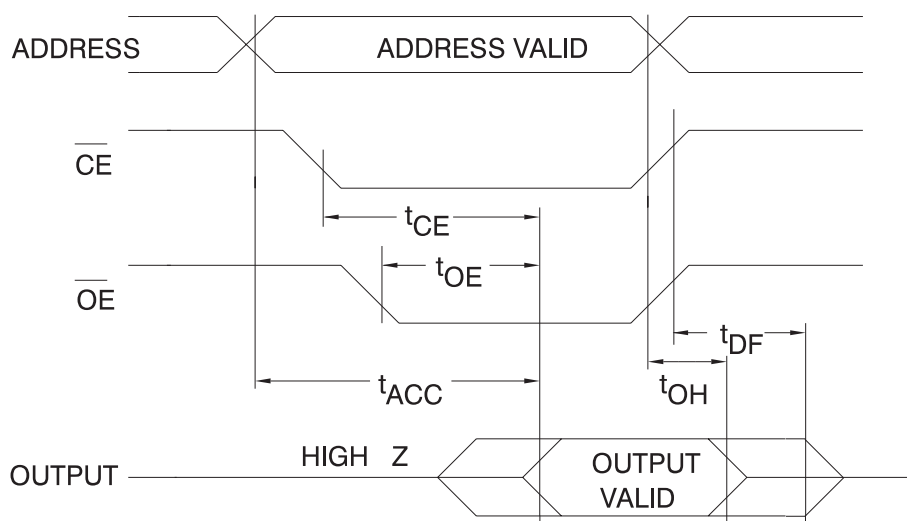 ADDRESS
ADDRESS VALID
CE
tCE
tOE
OE
tDF
tACC
tOH
HIGH Z
OUTPUT
OUTPUT
VALID